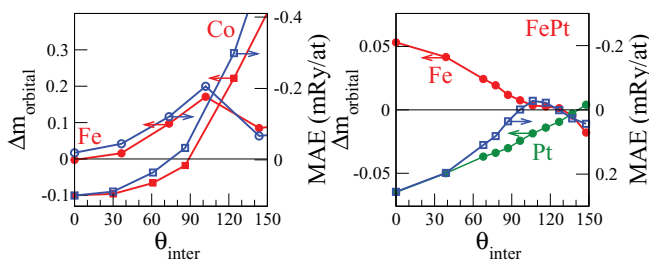 0.3
0.2
0.1
0
-0.1
Δm_orbital
Co
Fe
-0.4
-0.2
0
MAE (mRy/at)
0 30 60 90 120 150
θ_inter
0.05
0
-0.05
Δm_orbital
FePt
Fe
Pt
-0.2
0
0.2
MAE (mRy/at)
0 30 60 90 120 150
θ_inter